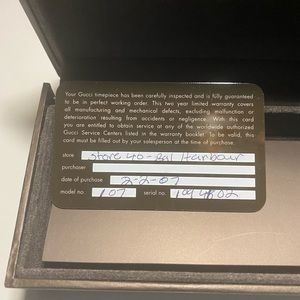 Your Gucci timepiece has been carefully inspected and is fully guaranteed
to be in perfect working order. This two year limited warranty covers
all manufacturing and mechanical defects, excluding malfunction or
deterioration resulting from accidents or negligence. With this card
you are entitled to obtain service at any of the worldwide authorized
Gucci Service Centers listed in the warranty booklet. To be valid, this
card must be filled out by your salesperson at the time of purchase.
store Store 40 - Bal Harbour
purchaser
date of purchase 2-2-07
model no. 107 serial no.